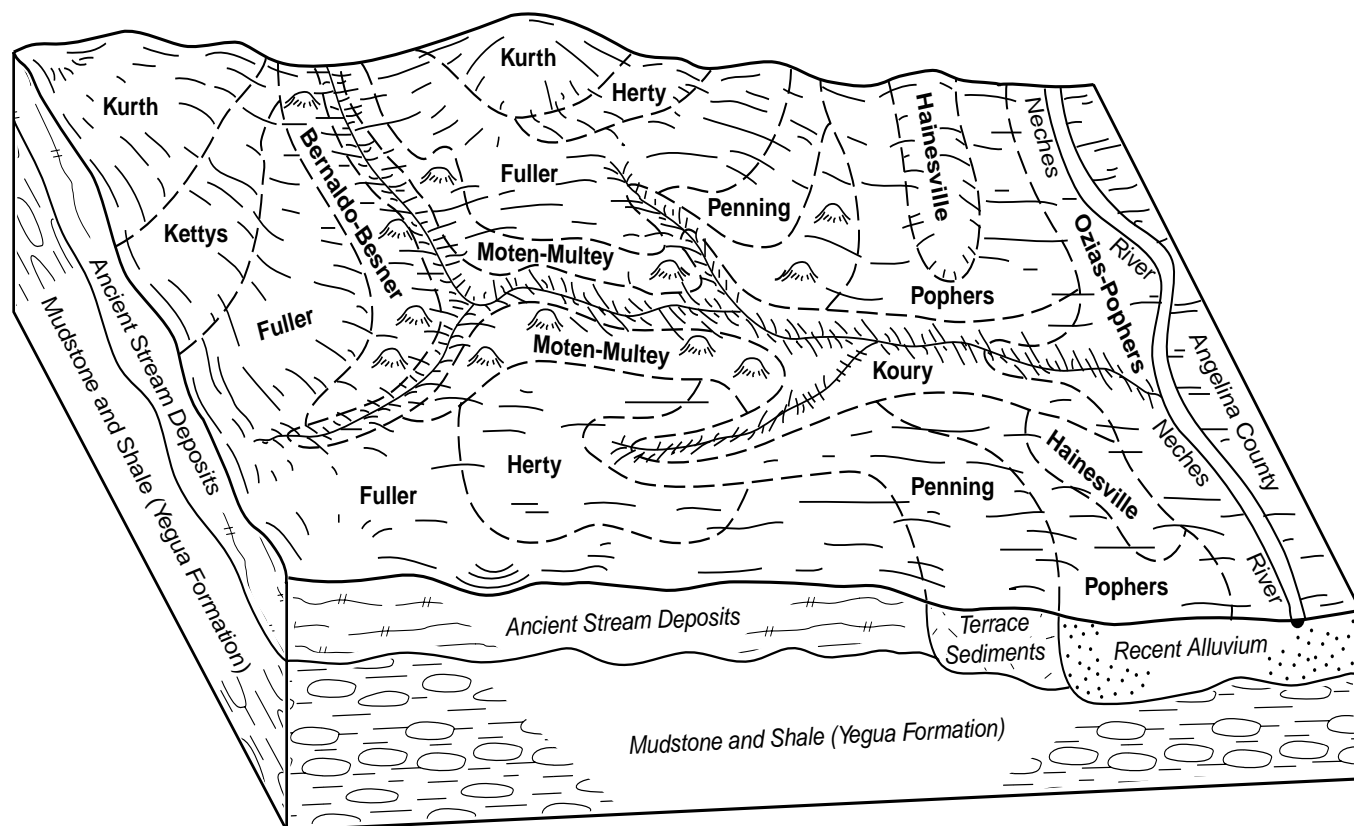 Kurth
Kurth
Herty
Hainesville
Neches
River
Bernaldo-Besner
Fuller
Penning
Kettys
Moten-Multey
Ozias-Pophers
Pophers
Fuller
Moten-Multey
Koury
Angelina County
Ancient Stream Deposits
Mudstone and Shale (Yegua Formation)
Herty
Fuller
Penning
Hainesville
Neches
River
Pophers
Ancient Stream Deposits
Terrace
Sediments
Recent Alluvium
Mudstone and Shale (Yegua Formation)